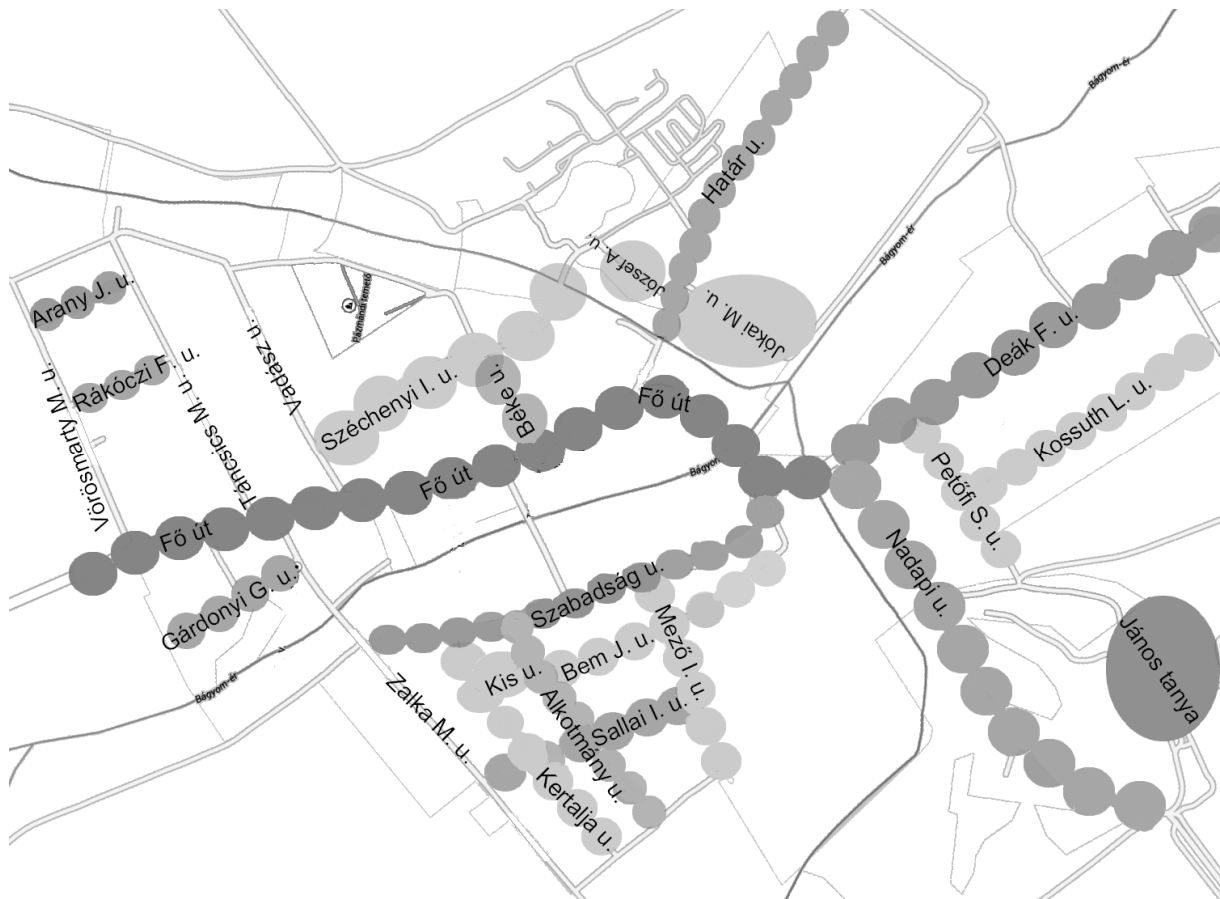 Bágyom-ér
Határ u.
József A. u.
Bágyom-ér
Arany J. u.
Pázmándi temető
Jókai M. u.
Vadász u.
Deák F. u.
Rákóczi F. u.
Széchenyi I. u.
Béke u.
Fő út
Kossuth L. u.
Vörösmarty M. u.
Táncsics M. u.
Fő út
Bágyom
Petőfi S. u.
Fő út
Nadapi u.
Gárdonyi G. u.
Szabadság u.
Mező I. u.
Bem J. u.
Kis u.
János tanya
Bágyom-ér
Zalka M. u.
Alkotmány u.
Sallai I. u.
Kertalja u.